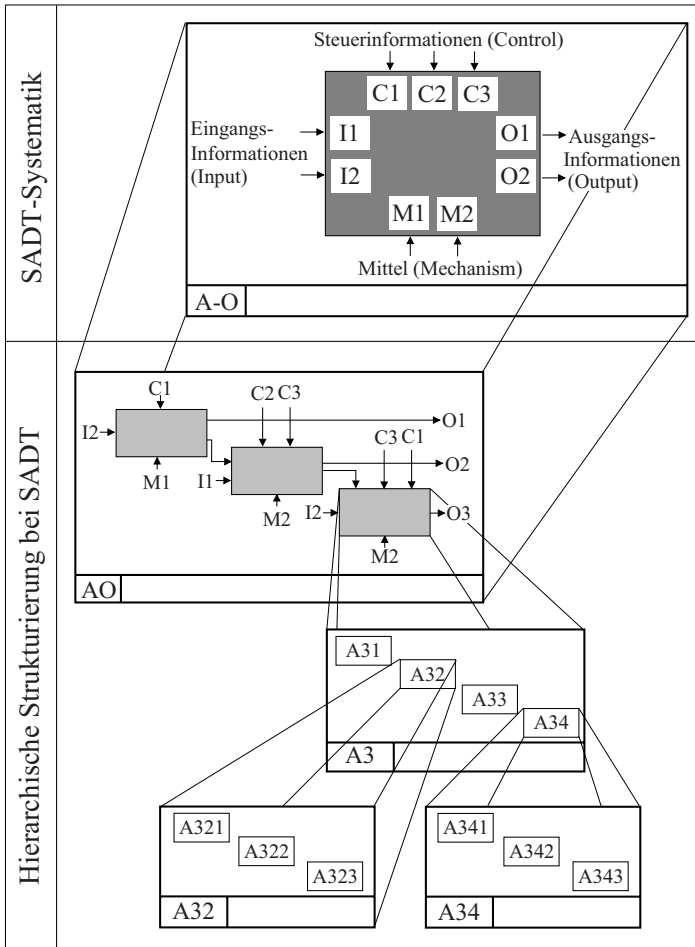 SADT-Systematik
Steuerinformationen (Control)
C1 C2 C3
Eingangs-
Informationen
(Input)
I1
I2
O1
O2
Ausgangs-
Informationen
(Output)
M1 M2
Mittel (Mechanism)
A-O
Hierarchische Strukturierung bei SADT
C1
C2 C3
I2
O1
C3 C1
M1
I1
O2
M2
I2
O3
M2
AO
A31
A32
A33
A34
A3
A321
A322
A323
A32
A341
A342
A343
A34